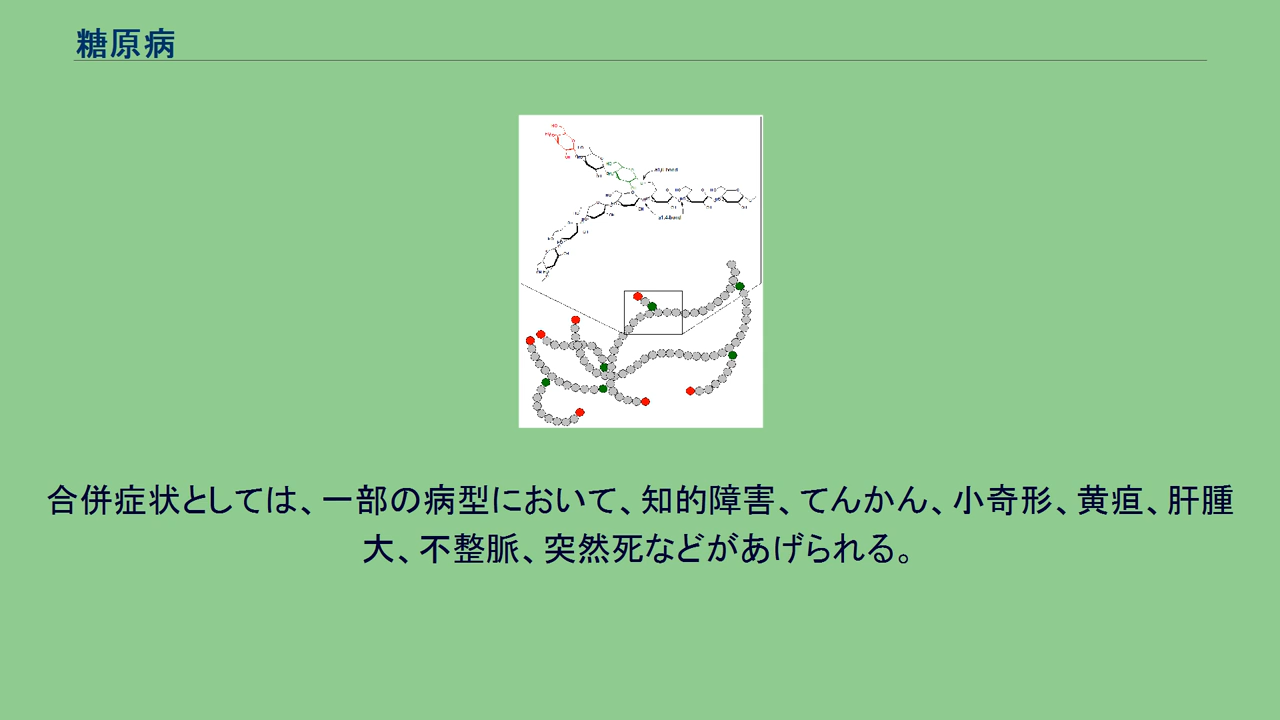 糖原病
合併症状としては、一部の病型において、知的障害、てんかん、小奇形、黄疸、肝腫
大、不整脈、突然死などがあげられる。